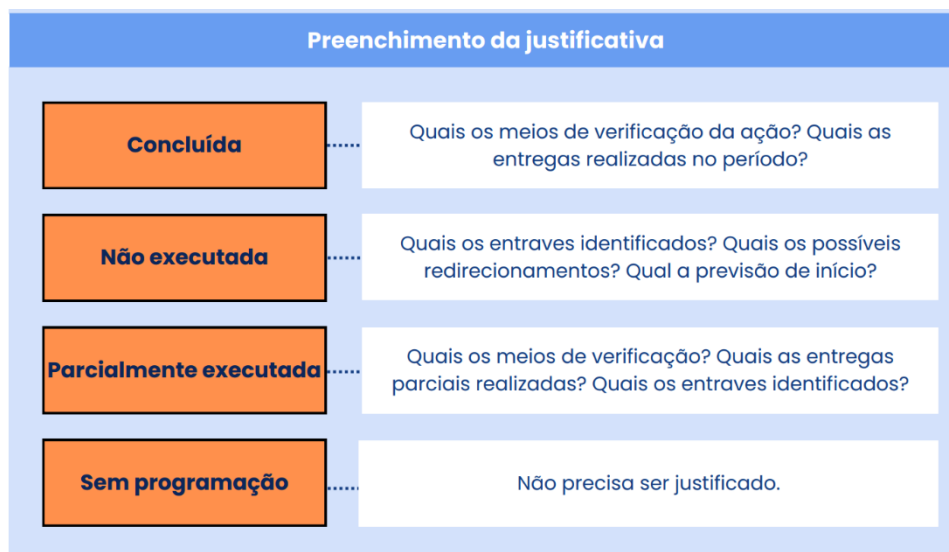 Preenchimento da justificativa
Concluída
Quais os meios de verificação da ação? Quais as
entregas realizadas no período?
Não executada
Quais os entraves identificados? Quais os possíveis
redirecionamentos? Qual a previsão de início?
Parcialmente executada
Quais os meios de verificação? Quais as entregas
parciais realizadas? Quais os entraves identificados?
Sem programação
Não precisa ser justificado.